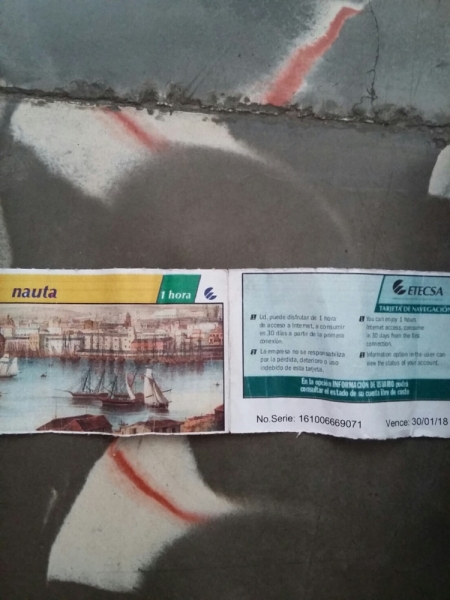 nauta
1 hora
ETECSA
TARJETA DE NAVEGACIÓN
Ud. puede disfrutar de 1 hora
de acceso a Internet, a consumir
en 30 días a partir de la primera
conexión.
La empresa no se responsabiliza
por la pérdida, deterioro o uso
indebido de esta tarjeta.
You can enjoy 1 hours
Internet access, consume
in 30 days from the first
connection.
Information options in the user can
view the status of your account.
En la opción INFORMACIÓN DE USUARIO podrá
consultar el estado de su cuenta libre de costo
No.Serie: 161006669071
Vence: 30/01/18